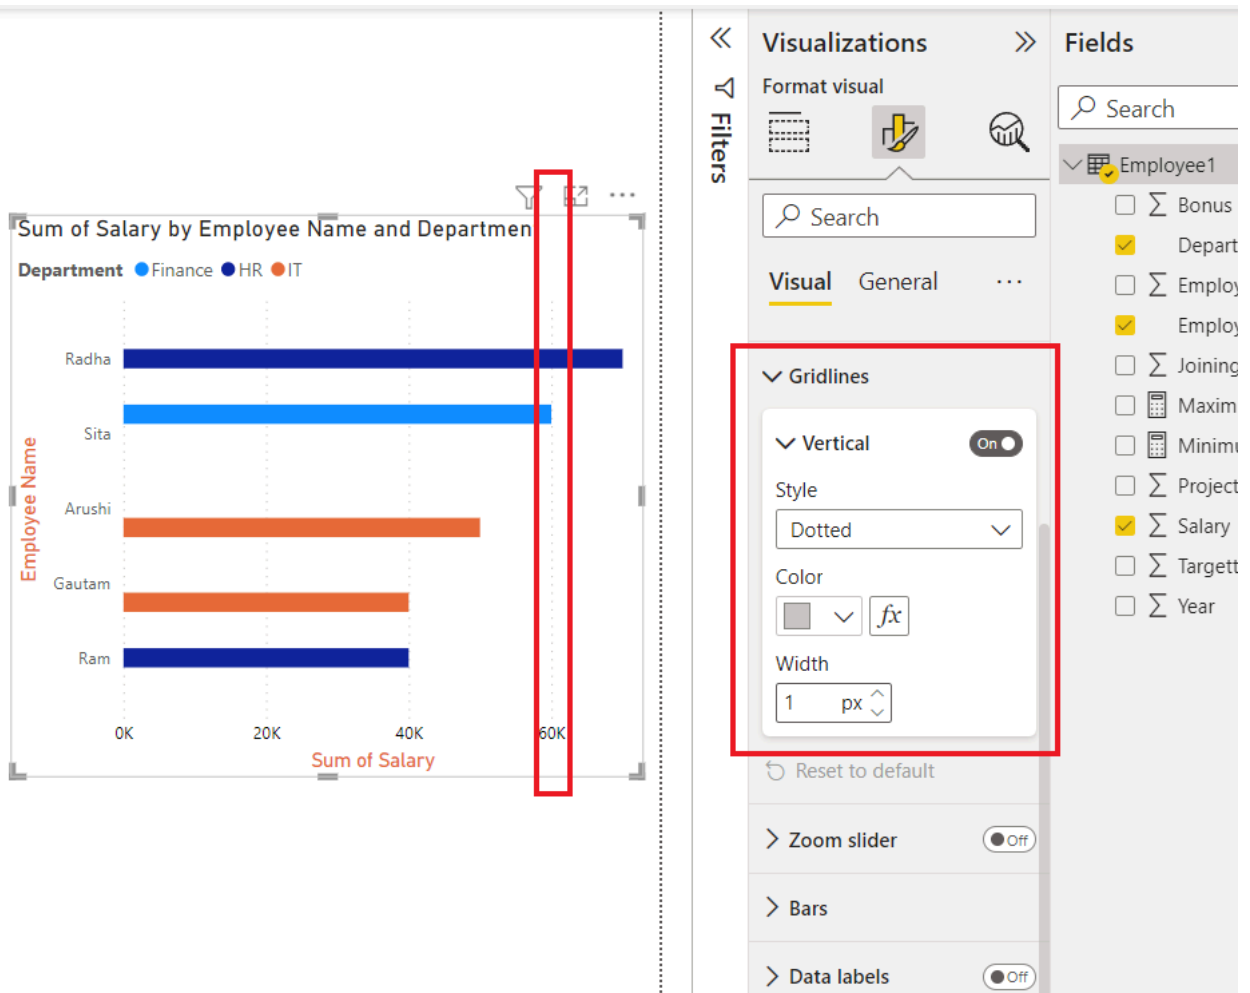 Sum of Salary by Employee Name and Departmen
Department Finance HR IT
Radha
Sita
Arushi
Gautam
Ram
Employee Name
0K 20K 40K 60K
Sum of Salary
Filters
Visualizations
Format visual
Search
Visual General
Gridlines
Vertical On
Style
Dotted
Color
fx
Width
1 px
Reset to default
Zoom slider Off
Bars
Data labels Off
Fields
Search
Employee1
Σ Bonus
Depart
Σ Employ
Employ
Σ Joining
Maxim
Minimu
Σ Project
Σ Salary
Σ Targett
Σ Year